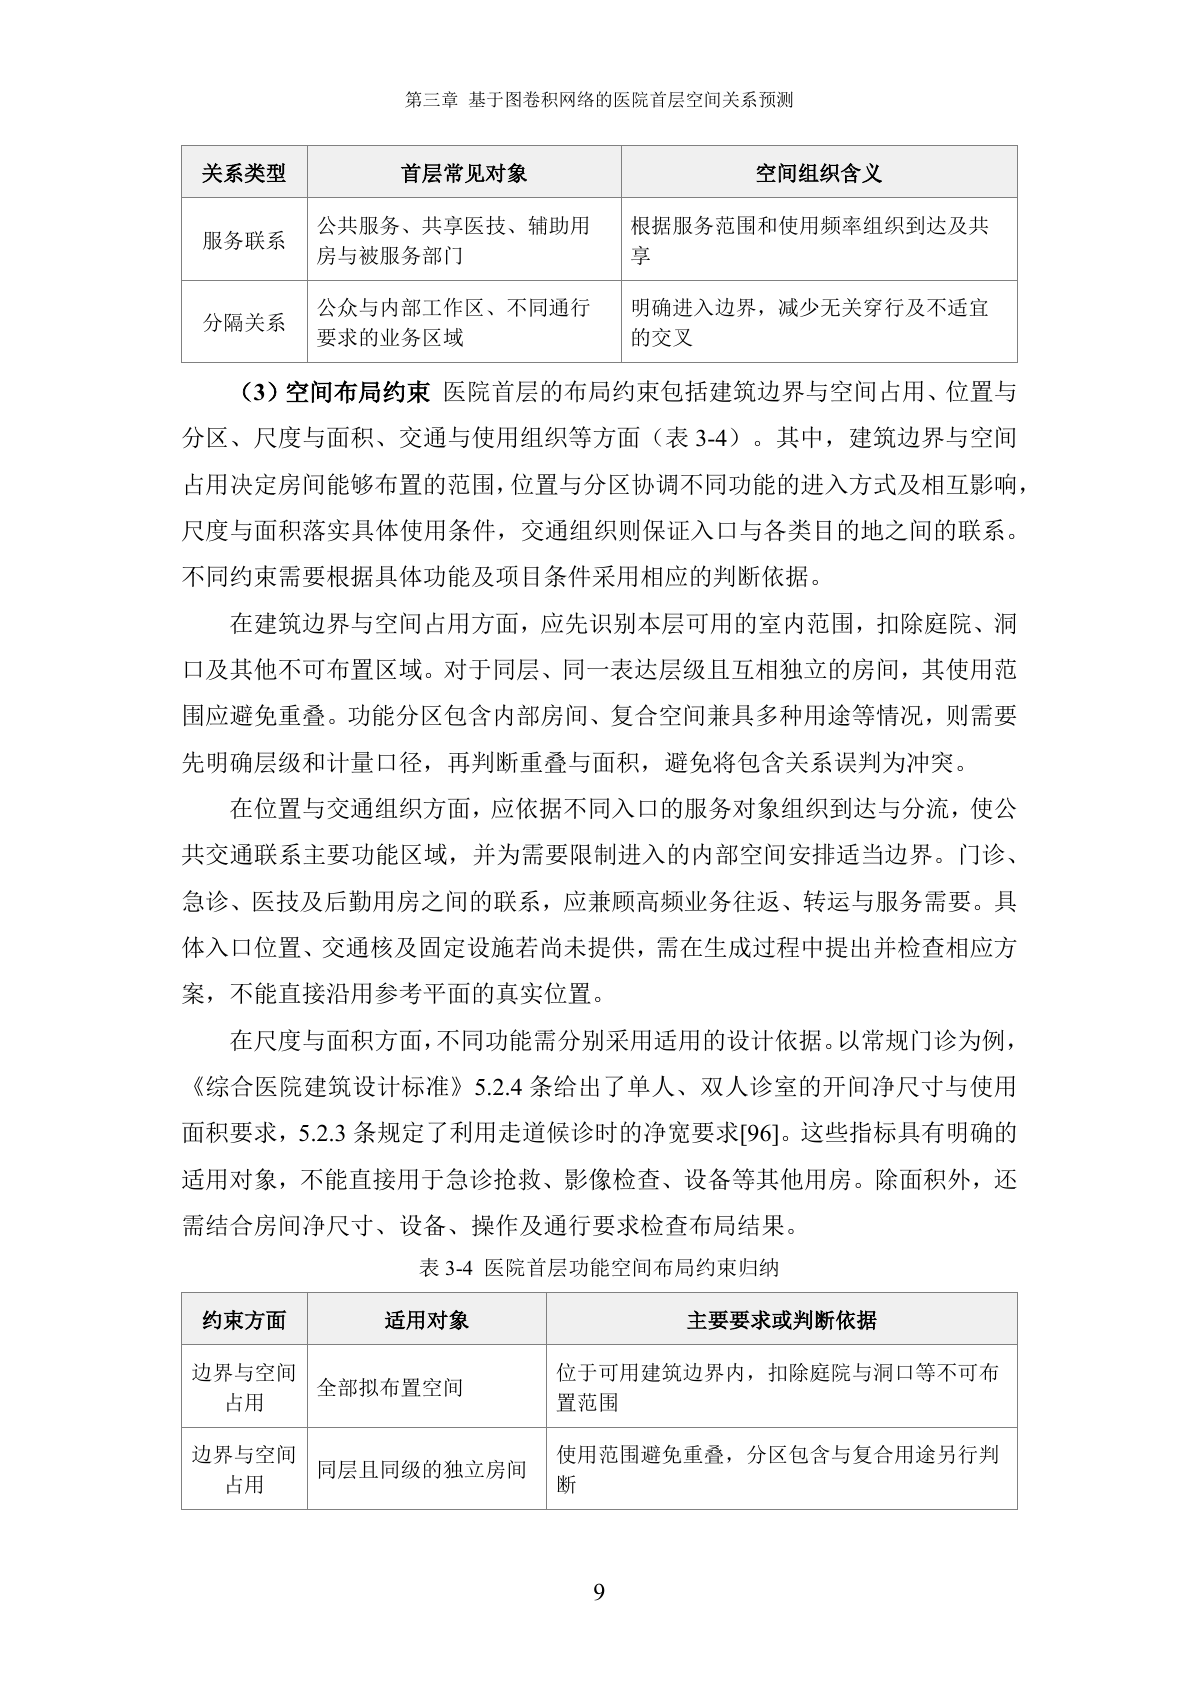 第三章 基于图卷积网络的医院首层空间关系预测
关系类型 首层常见对象 空间组织含义
服务联系 公共服务、共享医技、辅助用房与被服务部门 根据服务范围和使用频率组织到达及共享
分隔关系 公众与内部工作区、不同通行要求的业务区域 明确进入边界，减少无关穿行及不适宜的交叉
（3）空间布局约束 医院首层的布局约束包括建筑边界与空间占用、位置与
分区、尺度与面积、交通与使用组织等方面（表 3-4）。其中，建筑边界与空间
占用决定房间能够布置的范围，位置与分区协调不同功能的进入方式及相互影响，
尺度与面积落实具体使用条件，交通组织则保证入口与各类目的地之间的联系。
不同约束需要根据具体功能及项目条件采用相应的判断依据。
在建筑边界与空间占用方面，应先识别本层可用的室内范围，扣除庭院、洞
口及其他不可布置区域。对于同层、同一表达层级且互相独立的房间，其使用范
围应避免重叠。功能分区包含内部房间、复合空间兼具多种用途等情况，则需要
先明确层级和计量口径，再判断重叠与面积，避免将包含关系误判为冲突。
在位置与交通组织方面，应依据不同入口的服务对象组织到达与分流，使公
共交通联系主要功能区域，并为需要限制进入的内部空间安排适当边界。门诊、
急诊、医技及后勤用房之间的联系，应兼顾高频业务往返、转运与服务需要。具
体入口位置、交通核及固定设施若尚未提供，需在生成过程中提出并检查相应方
案，不能直接沿用参考平面的真实位置。
在尺度与面积方面，不同功能需分别采用适用的设计依据。以常规门诊为例，
《综合医院建筑设计标准》5.2.4 条给出了单人、双人诊室的开间净尺寸与使用
面积要求，5.2.3 条规定了利用走道候诊时的净宽要求[96]。这些指标具有明确的
适用对象，不能直接用于急诊抢救、影像检查、设备等其他用房。除面积外，还
需结合房间净尺寸、设备、操作及通行要求检查布局结果。
表 3-4 医院首层功能空间布局约束归纳
约束方面 适用对象 主要要求或判断依据
边界与空间占用 全部拟布置空间 位于可用建筑边界内，扣除庭院与洞口等不可布置范围
边界与空间占用 同层且同级的独立房间 使用范围避免重叠，分区包含与复合用途另行判断
9